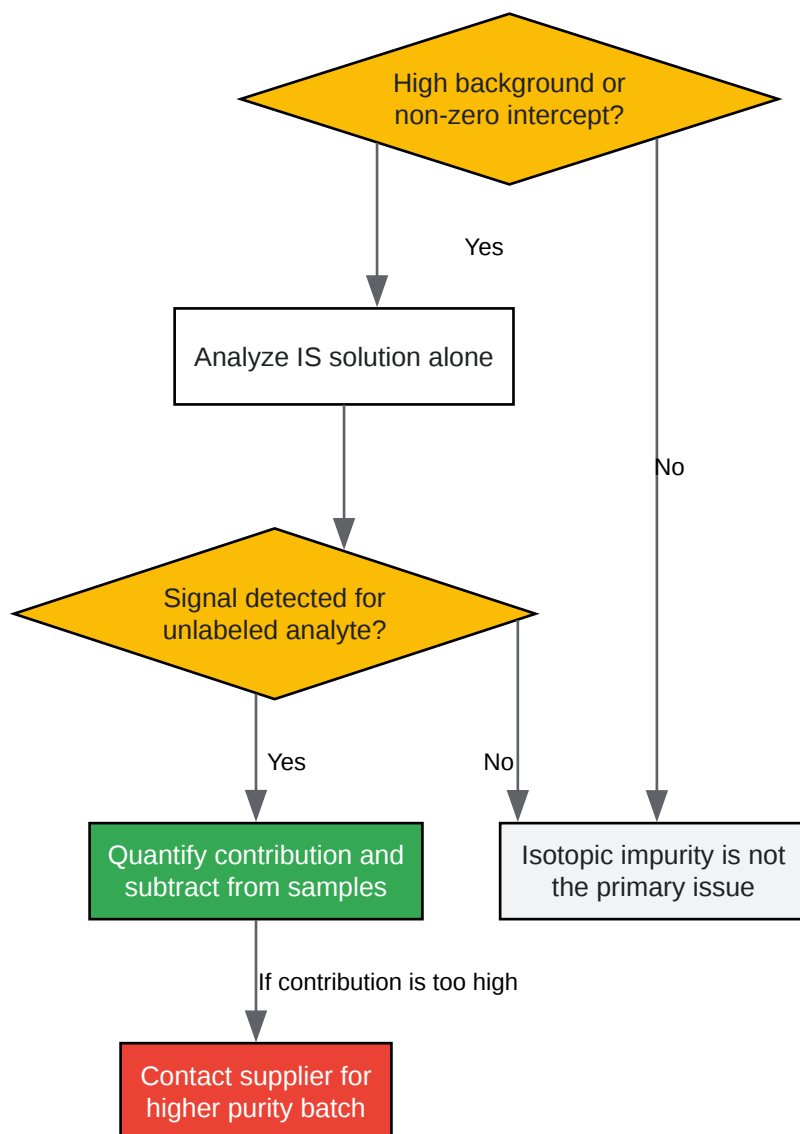 High background or
non-zero intercept?
Yes
Analyze IS solution alone
No
Signal detected for
unlabeled analyte?
Yes
No
Quantify contribution and
subtract from samples
Isotopic impurity is not
the primary issue
If contribution is too high
Contact supplier for
higher purity batch